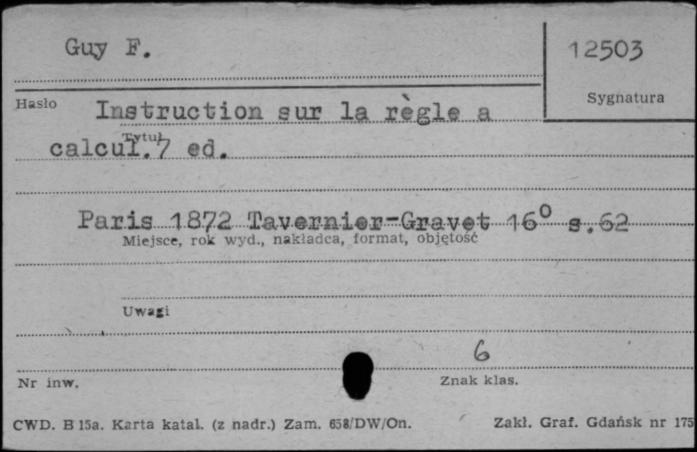 Guy F.
12503
Sygnatura
Hasło
Instruction sur la règle a
Tytuł
calcul.7 ed.
Paris 1872 Tavernier-Gravet 16⁰ s.62
Miejsce, rok wyd., nakładca, format, objętość
Uwagi
6
Nr inw.
Znak klas.
CWD. B 15a. Karta katal. (z nadr.) Zam. 658/DW/On.
Zakł. Graf. Gdańsk nr 175